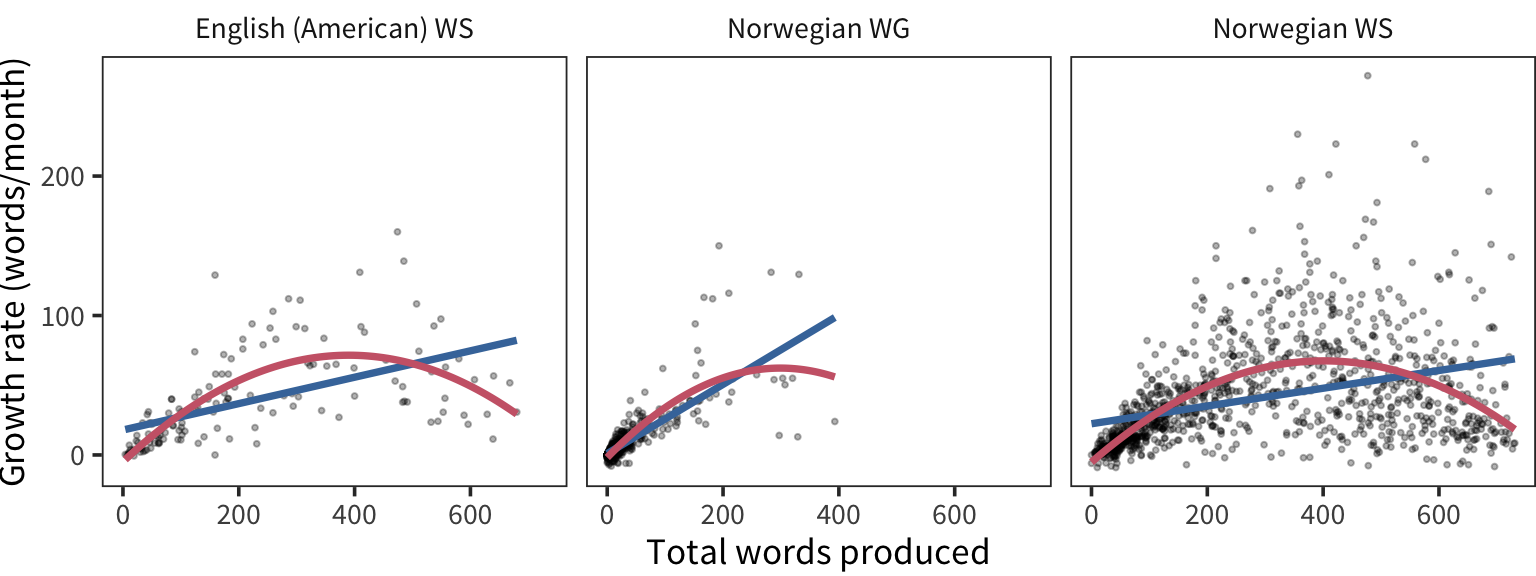 English (American) WS
Norwegian WG
Norwegian WS
Growth rate (words/month)
200
100
0
0 200 400 600
0 200 400 600
0 200 400 600
Total words produced